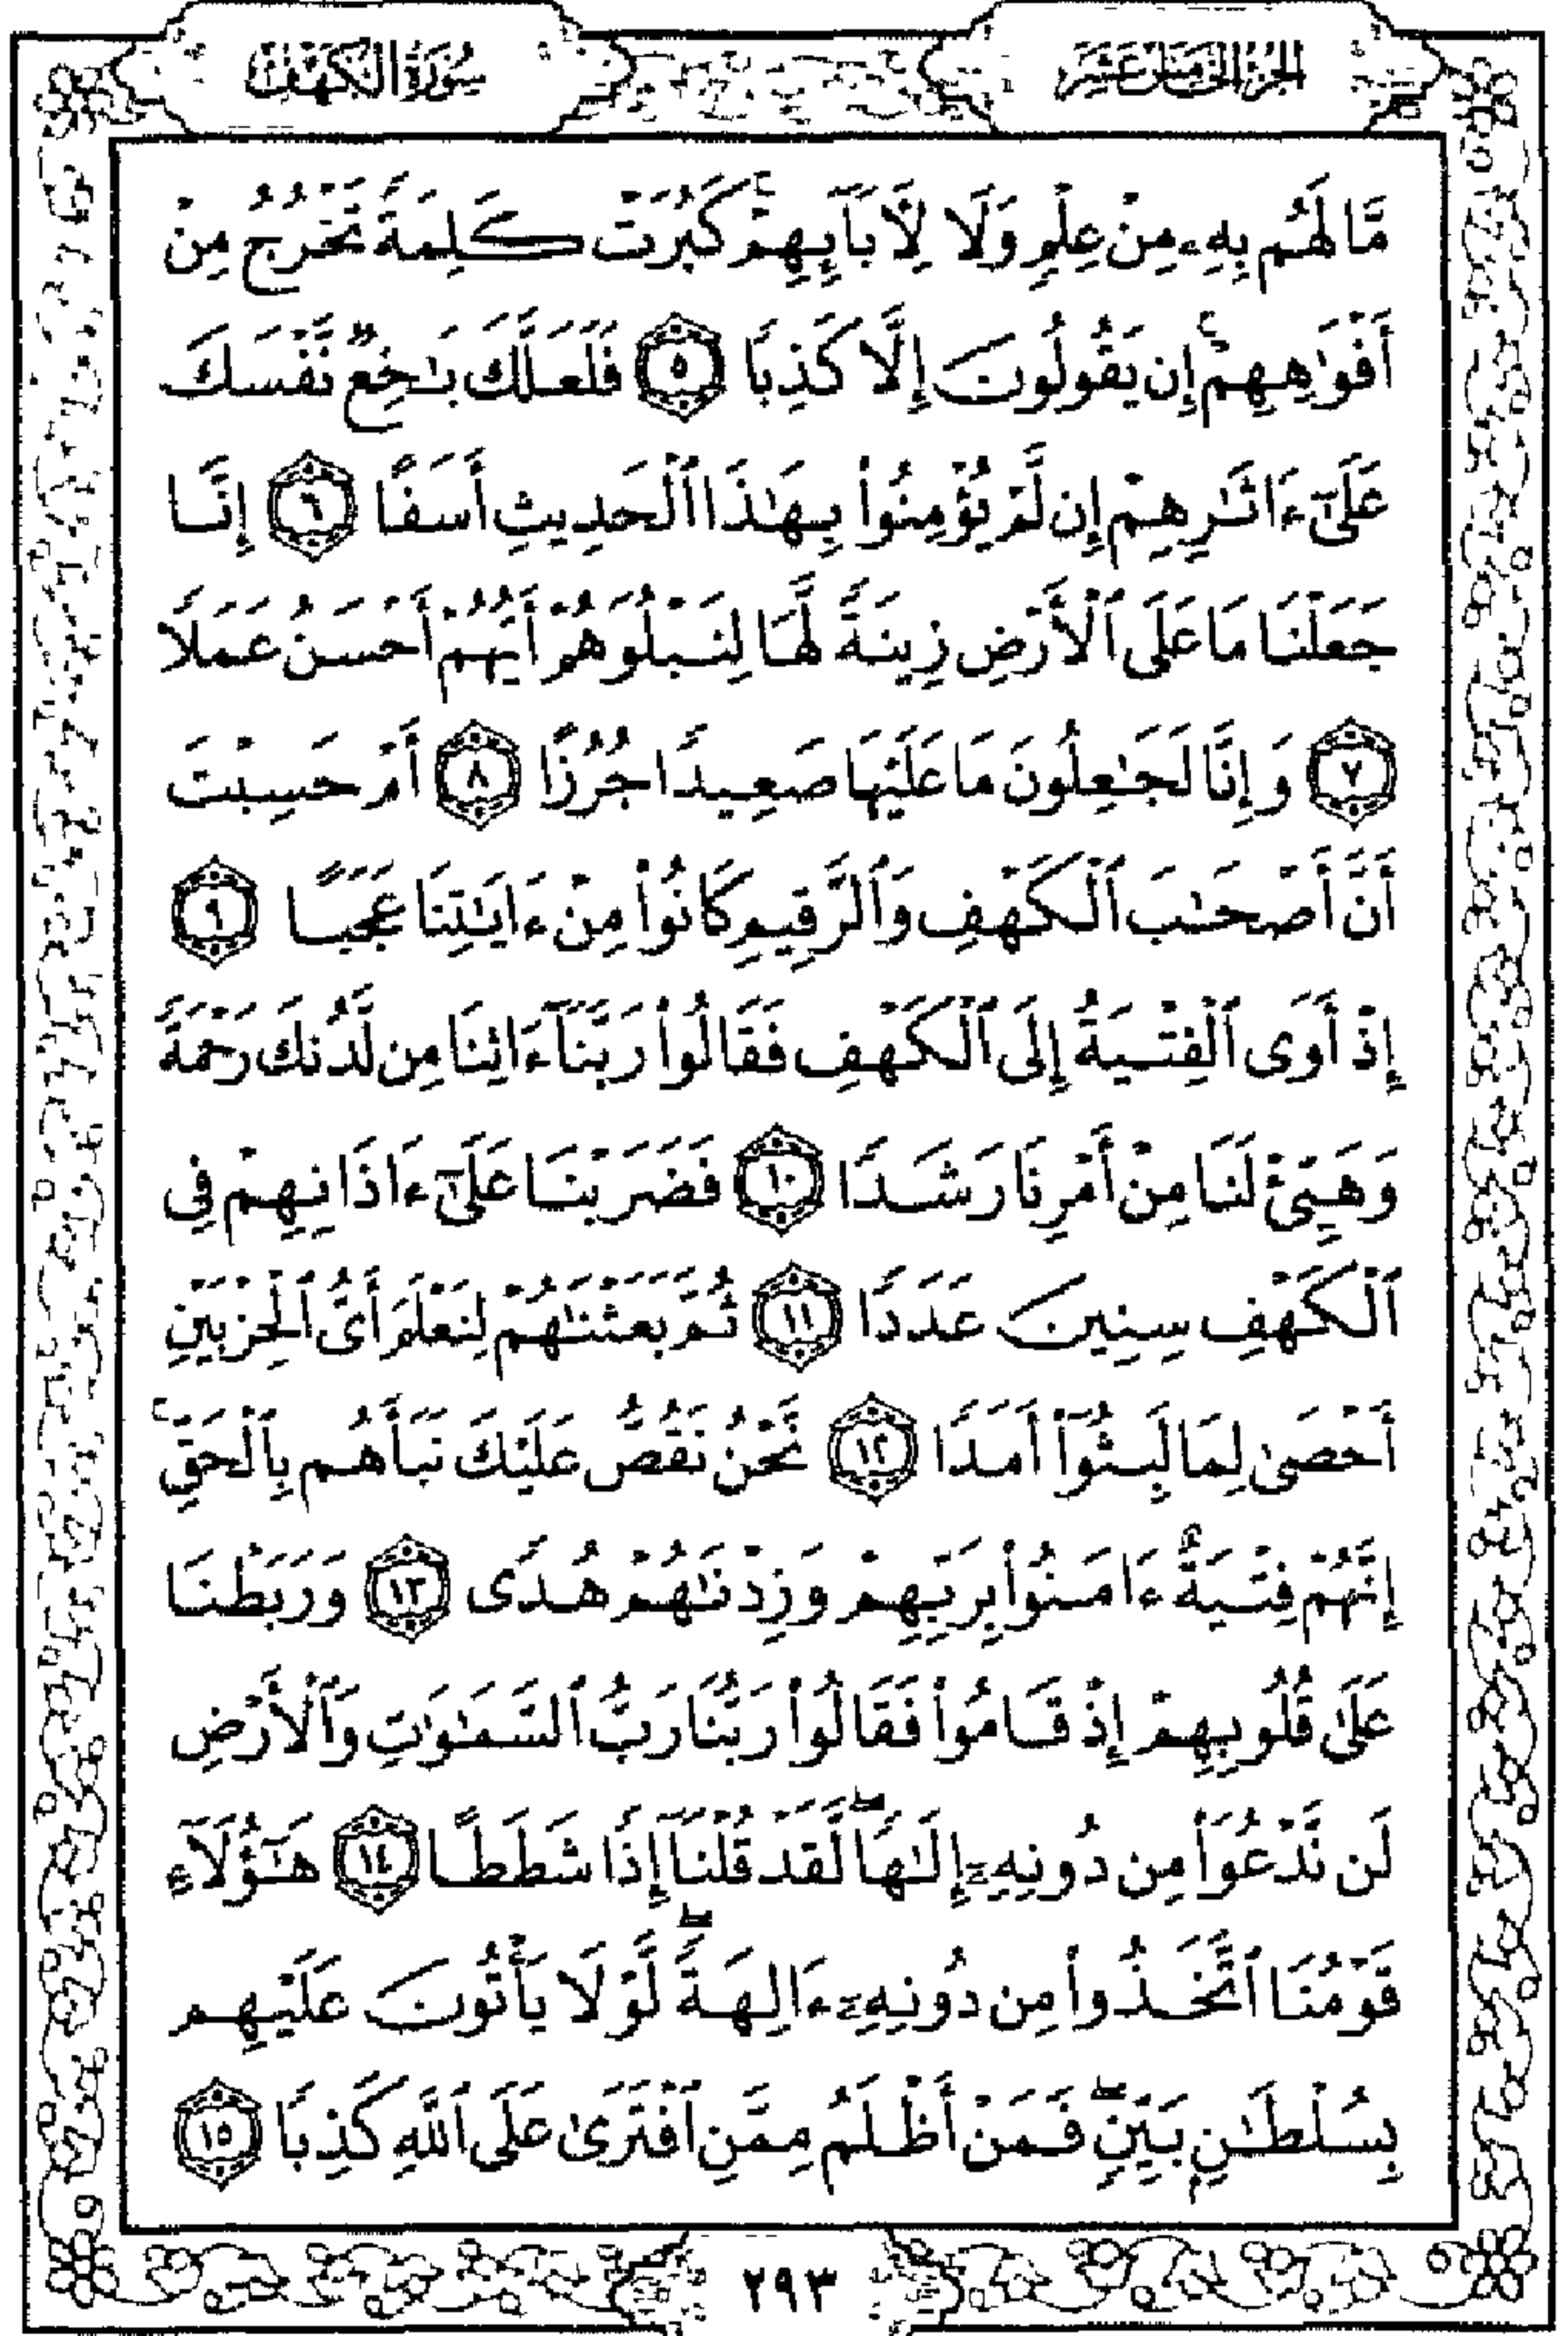 الجزء الخامس عشر
سورة الكهف
مَّا لَهُم بِهِۦ مِنْ عِلْمٍ وَلَا لِـَٔابَآئِهِمْ ۚ كَبُرَتْ كَلِمَةً تَخْرُجُ مِنْ
أَفْوَٰهِهِمْ ۚ إِن يَقُولُونَ إِلَّا كَذِبًا ٥ فَلَعَلَّكَ بَـٰخِعٌ نَّفْسَكَ
عَلَىٰٓ ءَاثَـٰرِهِمْ إِن لَّمْ يُؤْمِنُوا۟ بِهَـٰذَا ٱلْحَدِيثِ أَسَفًا ٦ إِنَّا
جَعَلْنَا مَا عَلَى ٱلْأَرْضِ زِينَةً لَّهَا لِنَبْلُوَهُمْ أَيُّهُمْ أَحْسَنُ عَمَلًا
٧ وَإِنَّا لَجَـٰعِلُونَ مَا عَلَيْهَا صَعِيدًا جُرُزًا ٨ أَمْ حَسِبْتَ
أَنَّ أَصْحَـٰبَ ٱلْكَهْفِ وَٱلرَّقِيمِ كَانُوا۟ مِنْ ءَايَـٰتِنَا عَجَبًا ٩
إِذْ أَوَى ٱلْفِتْيَةُ إِلَى ٱلْكَهْفِ فَقَالُوا۟ رَبَّنَآ ءَاتِنَا مِن لَّدُنكَ رَحْمَةً
وَهَيِّئْ لَنَا مِنْ أَمْرِنَا رَشَدًا ١٠ فَضَرَبْنَا عَلَىٰٓ ءَاذَانِهِمْ فِى
ٱلْكَهْفِ سِنِينَ عَدَدًا ١١ ثُمَّ بَعَثْنَـٰهُمْ لِنَعْلَمَ أَىُّ ٱلْحِزْبَيْنِ
أَحْصَىٰ لِمَا لَبِثُوٓا۟ أَمَدًا ١٢ نَّحْنُ نَقُصُّ عَلَيْكَ نَبَأَهُم بِٱلْحَقِّ ۚ
إِنَّهُمْ فِتْيَةٌ ءَامَنُوا۟ بِرَبِّهِمْ وَزِدْنَـٰهُمْ هُدًى ١٣ وَرَبَطْنَا
عَلَىٰ قُلُوبِهِمْ إِذْ قَامُوا۟ فَقَالُوا۟ رَبُّنَا رَبُّ ٱلسَّمَـٰوَٰتِ وَٱلْأَرْضِ
لَن نَّدْعُوَا۟ مِن دُونِهِۦٓ إِلَـٰهًا ۖ لَّقَدْ قُلْنَآ إِذًا شَطَطًا ١٤ هَـٰٓؤُلَآءِ
قَوْمُنَا ٱتَّخَذُوا۟ مِن دُونِهِۦٓ ءَالِهَةً ۖ لَّوْلَا يَأْتُونَ عَلَيْهِم
بِسُلْطَـٰنٍۭ بَيِّنٍ ۖ فَمَنْ أَظْلَمُ مِمَّنِ ٱفْتَرَىٰ عَلَى ٱللَّهِ كَذِبًا ١٥
٢٩٣